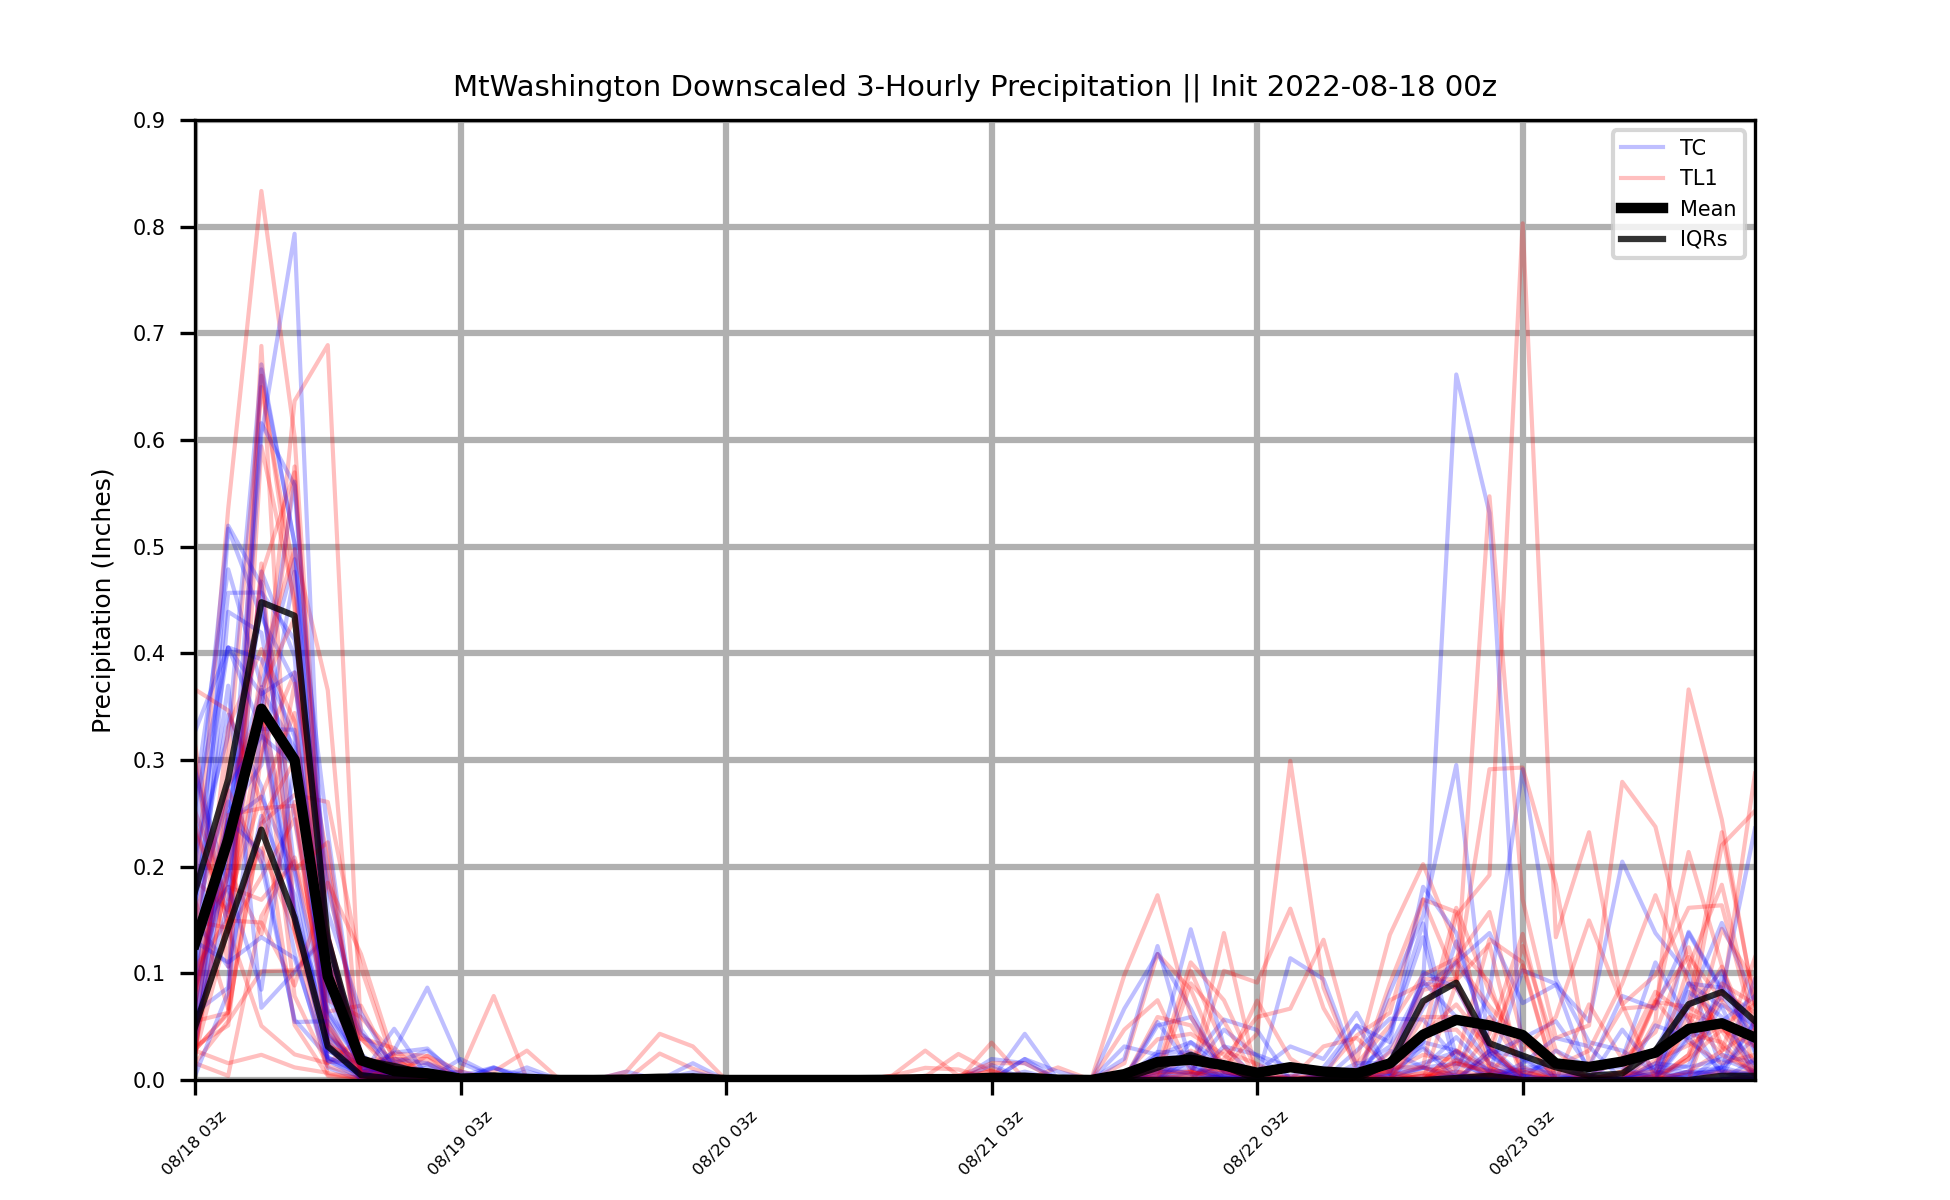 MtWashington Downscaled 3-Hourly Precipitation || Init 2022-08-18 00z
TC
TL1
Mean
IQRs
Precipitation (Inches)
0.9
0.8
0.7
0.6
0.5
0.4
0.3
0.2
0.1
0.0
08/18 03z
08/19 03z
08/20 03z
08/21 03z
08/22 03z
08/23 03z